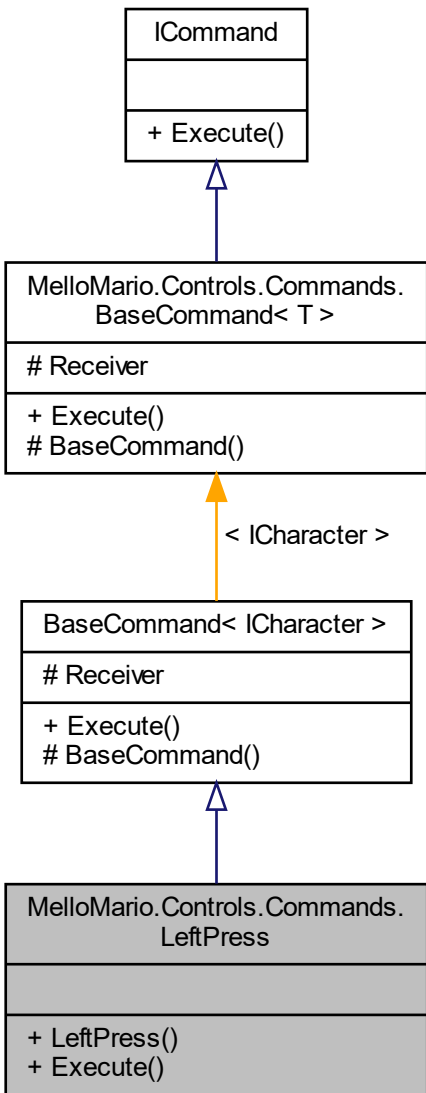 ICommand
+ Execute()
MelloMario.Controls.Commands.
BaseCommand< T >
# Receiver
+ Execute()
# BaseCommand()
< ICharacter >
BaseCommand< ICharacter >
# Receiver
+ Execute()
# BaseCommand()
MelloMario.Controls.Commands.
LeftPress
+ LeftPress()
+ Execute()